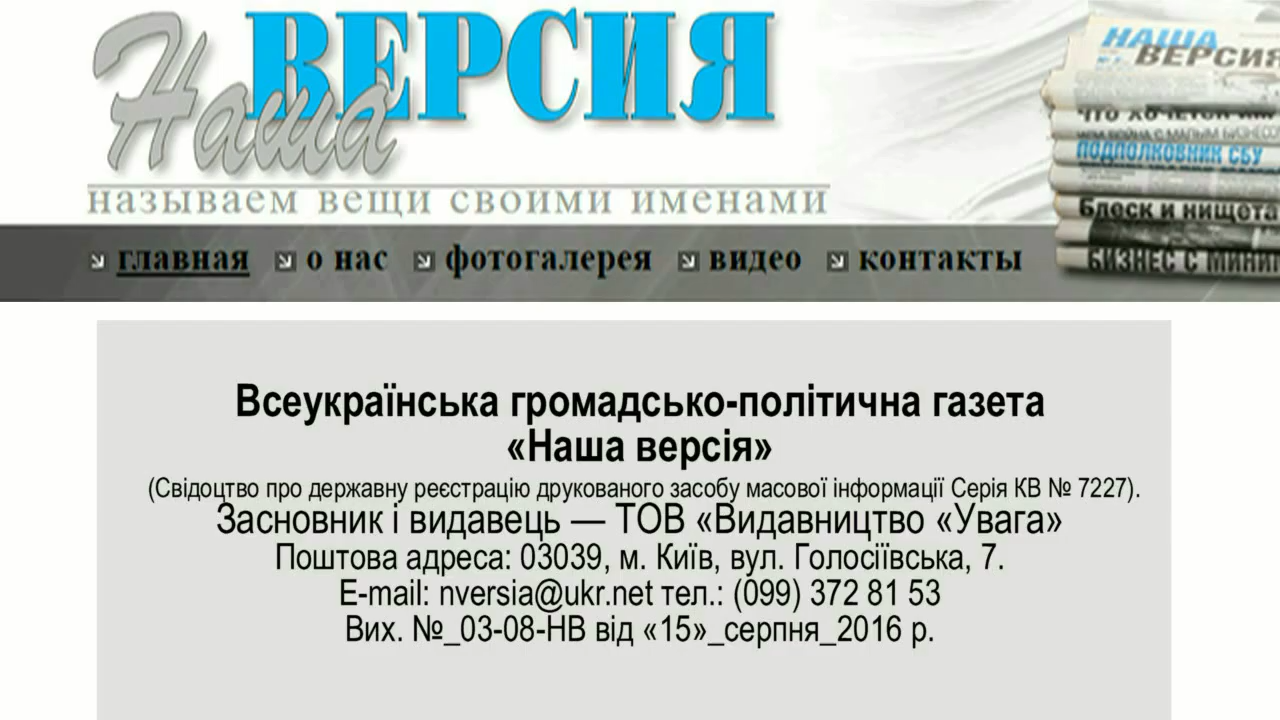 Наша ВЕРСИЯ
называем вещи своими именами
главная о нас фотогалерея видео контакты
НАША
ВЕРСИЯ
ПОДПОЛКОВНИК СБУ
Блеск и нищета
БИЗНЕС С
Всеукраїнська громадсько-політична газета
«Наша версія»
(Свідоцтво про державну реєстрацію друкованого засобу масової інформації Серія КВ № 7227).
Засновник і видавець — ТОВ «Видавництво «Увага»
Поштова адреса: 03039, м. Київ, вул. Голосіївська, 7.
E-mail: nversia@ukr.net тел.: (099) 372 81 53
Вих. №_03-08-НВ від «15»_серпня_2016 р.